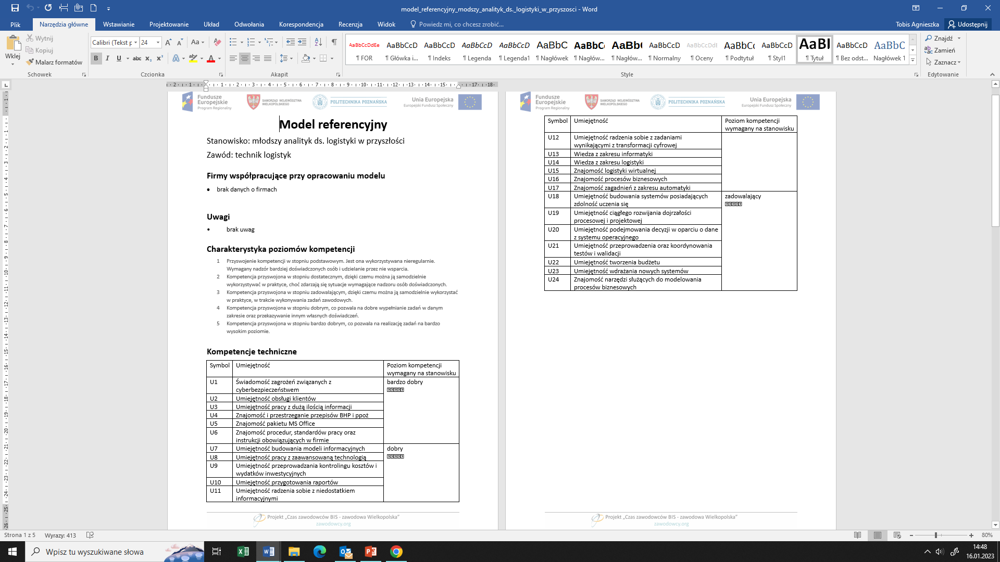 model_referencyjny_modszy_analityk_ds._logistyki_w_przyszosci - Word
Plik
Narzędzia główne
Wstawianie
Projektowanie
Układ
Odwołania
Korespondencja
Recenzja
Widok
Powiedz mi, co chcesz zrobić...
Tobis Agnieszka
Udostępnij
Wklej
Wytnij
Kopiuj
Malarz formatów
Schowek
Calibri (Tekst p
24
Czcionka
Akapit
¶ FOR
¶ Główka i...
¶ Indeks
¶ Legenda
¶ Legenda1
¶ Nagłówek
¶ Nagłów...
¶ Nagłów...
¶ Normalny
¶ Oceny
¶ Podtytuł
¶ Styl1
¶ Tytuł
¶ Bez odst...
Nagłówek 1
Style
Znajdź
Zamień
Zaznacz
Edytowanie
Fundusze
Europejskie
Program Regionalny
SAMORZĄD WOJEWÓDZTWA
WIELKOPOLSKIEGO
POLITECHNIKA POZNAŃSKA
Unia Europejska
Europejski Fundusz Społeczny
Model referencyjny
Stanowisko: młodszy analityk ds. logistyki w przyszłości
Zawód: technik logistyk
Firmy współpracujące przy opracowaniu modelu
• brak danych o firmach
Uwagi
• brak uwag
Charakterystyka poziomów kompetencji
1 Przyswojenie kompetencji w stopniu podstawowym. Jest ona wykorzystywana nieregularnie.
Wymagany nadzór bardziej doświadczonych osób i udzielanie przez nie wsparcia.
2 Kompetencja przyswojona w stopniu dostatecznym, dzięki czemu można ją samodzielnie
wykorzystywać w praktyce, choć zdarzają się sytuacje wymagające nadzoru osób doświadczonych.
3 Kompetencja przyswojona w stopniu zadowalającym, dzięki czemu można ją samodzielnie wykorzystać
w praktyce, w trakcie wykonywania zadań zawodowych.
4 Kompetencja przyswojona w stopniu dobrym, co pozwala na dobre wypełnianie zadań w danym
zakresie oraz przekazywanie innym własnych doświadczeń.
5 Kompetencja przyswojona w stopniu bardzo dobrym, co pozwala na realizację zadań na bardzo
wysokim poziomie.
Kompetencje techniczne
Symbol Umiejętność Poziom kompetencji
wymagany na stanowisku
U1 Świadomość zagrożeń związanych z bardzo dobry
cyberbezpieczeństwem
U2 Umiejętność obsługi klientów
U3 Umiejętność pracy z dużą ilością informacji
U4 Znajomość i przestrzeganie przepisów BHP i ppoż
U5 Znajomość pakietu MS Office
U6 Znajomość procedur, standardów pracy oraz
instrukcji obowiązujących w firmie
U7 Umiejętność budowania modeli informacyjnych dobry
U8 Umiejętność pracy z zaawansowaną technologią
U9 Umiejętność przeprowadzania kontrolingu kosztów i
wydatków inwestycyjnych
U10 Umiejętność przygotowania raportów
U11 Umiejętność radzenia sobie z niedostatkiem
informacyjnymi
Projekt „Czas zawodowców BIS - zawodowa Wielkopolska”
zawodowcy.org
Fundusze
Europejskie
Program Regionalny
SAMORZĄD WOJEWÓDZTWA
WIELKOPOLSKIEGO
POLITECHNIKA POZNAŃSKA
Unia Europejska
Europejski Fundusz Społeczny
Symbol Umiejętność Poziom kompetencji
wymagany na stanowisku
U12 Umiejętność radzenia sobie z zadaniami
wynikającymi z transformacji cyfrowej
U13 Wiedza z zakresu informatyki
U14 Wiedza z zakresu logistyki
U15 Znajomość logistyki wirtualnej
U16 Znajomość procesów biznesowych
U17 Znajomość zagadnień z zakresu automatyki
U18 Umiejętność budowania systemów posiadających zadowalający
zdolność uczenia się
U19 Umiejętność ciągłego rozwijania dojrzałości
procesowej i projektowej
U20 Umiejętność podejmowania decyzji w oparciu o dane
z systemu operacyjnego
U21 Umiejętność przeprowadzenia oraz koordynowania
testów i walidacji
U22 Umiejętność tworzenia budżetu
U23 Umiejętność wdrażania nowych systemów
U24 Znajomość narzędzi służących do modelowania
procesów biznesowych
Projekt „Czas zawodowców BIS - zawodowa Wielkopolska”
zawodowcy.org
Strona 1 z 5
Wyrazy: 413
80%
Wpisz tu wyszukiwane słowa
14:48
16.01.2023